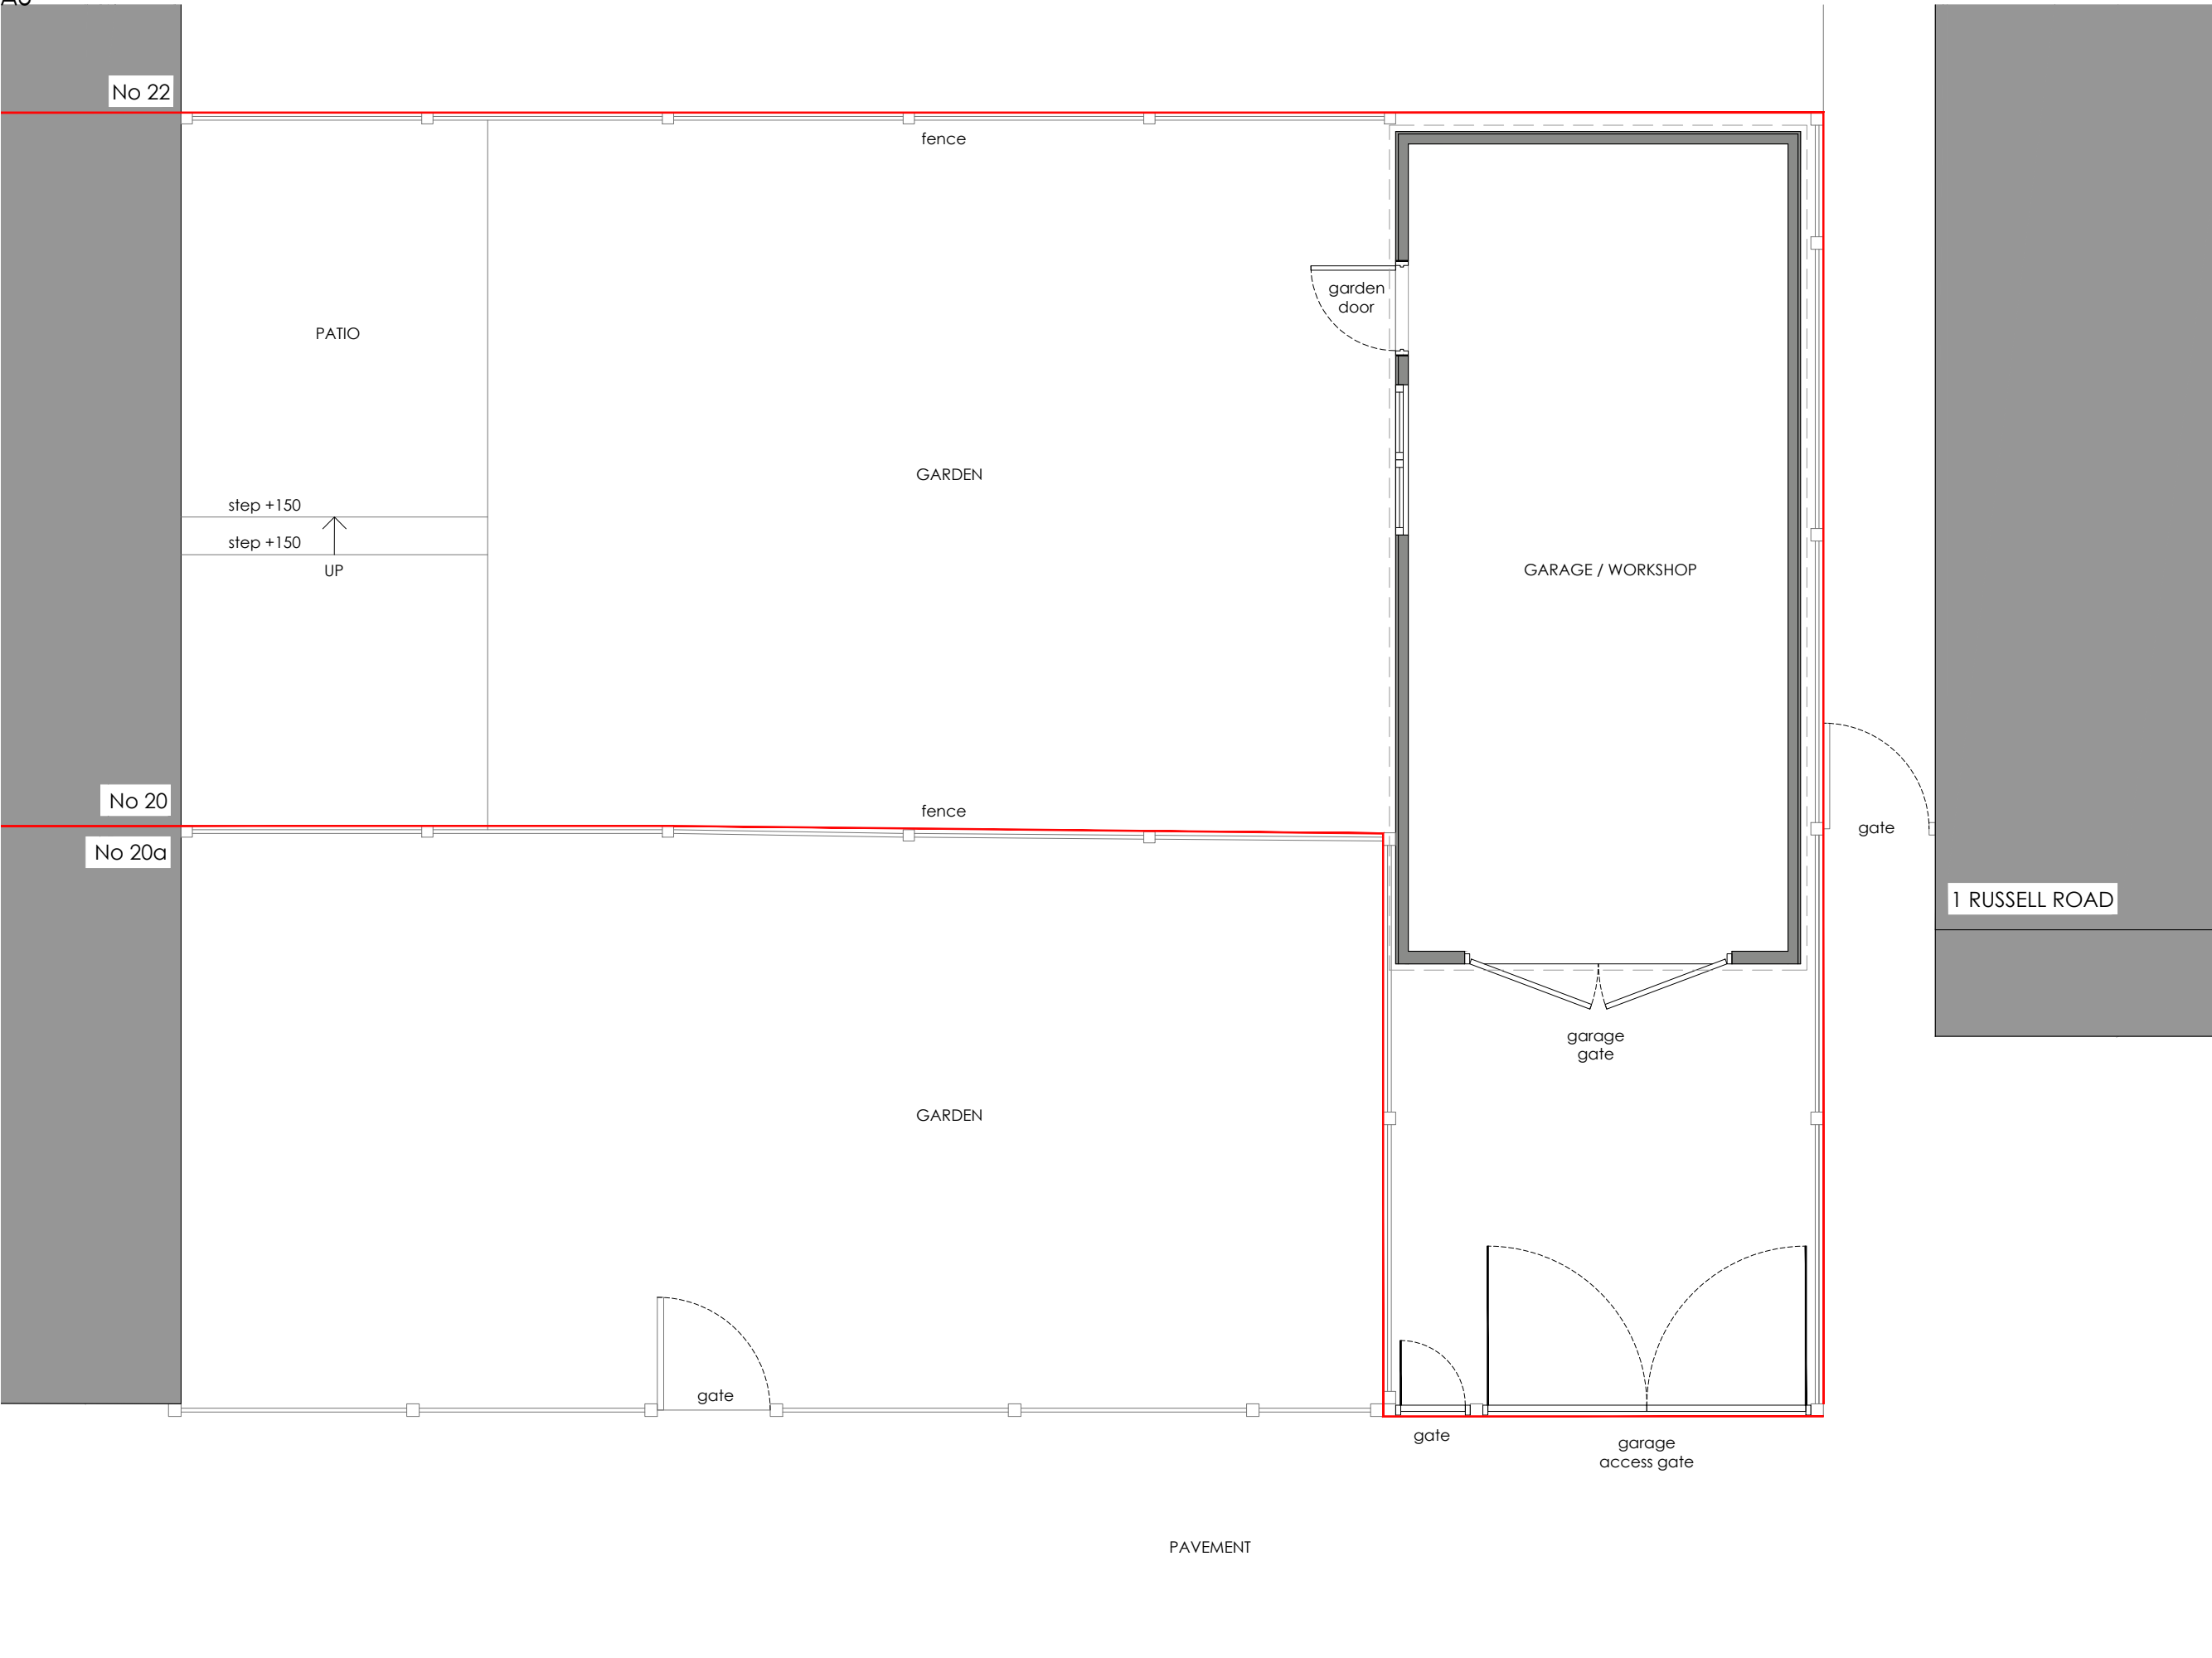 No 22
fence
garden
door
PATIO
GARDEN
step +150
step +150
UP
GARAGE / WORKSHOP
No 20
fence
gate
No 20a
1 RUSSELL ROAD
garage
gate
GARDEN
gate
gate
garage
access gate
PAVEMENT